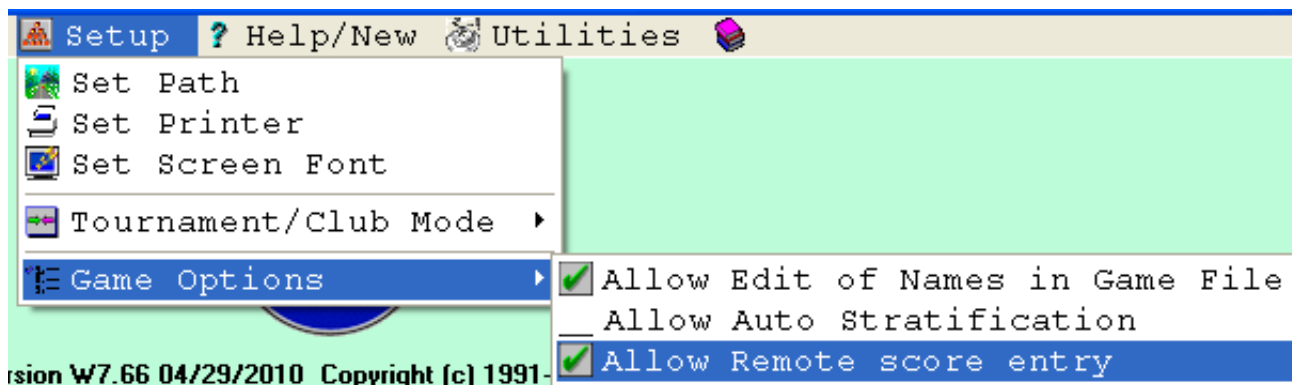 Setup ? Help/New Utilities
Set Path
Set Printer
Set Screen Font
Tournament/Club Mode
Game Options
Allow Edit of Names in Game File
__ Allow Auto Stratification
Allow Remote score entry
rsion W7.66 04/29/2010 Copyright (c) 1991-